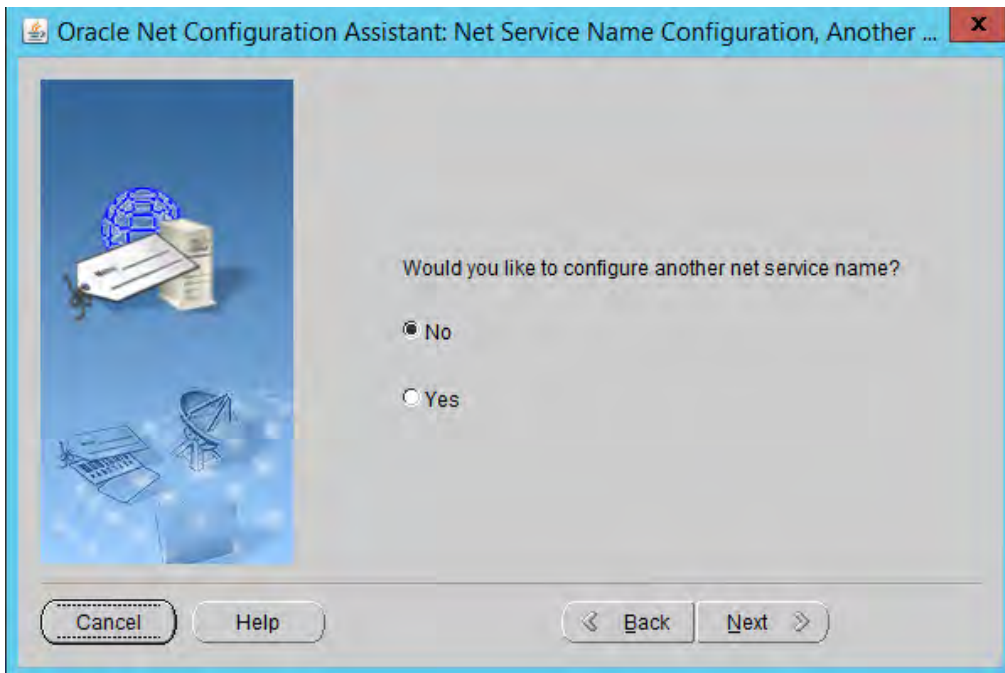 Oracle Net Configuration Assistant: Net Service Name Configuration, Another ...
X
Would you like to configure another net service name?
No
Yes
Cancel
Help
Back
Next